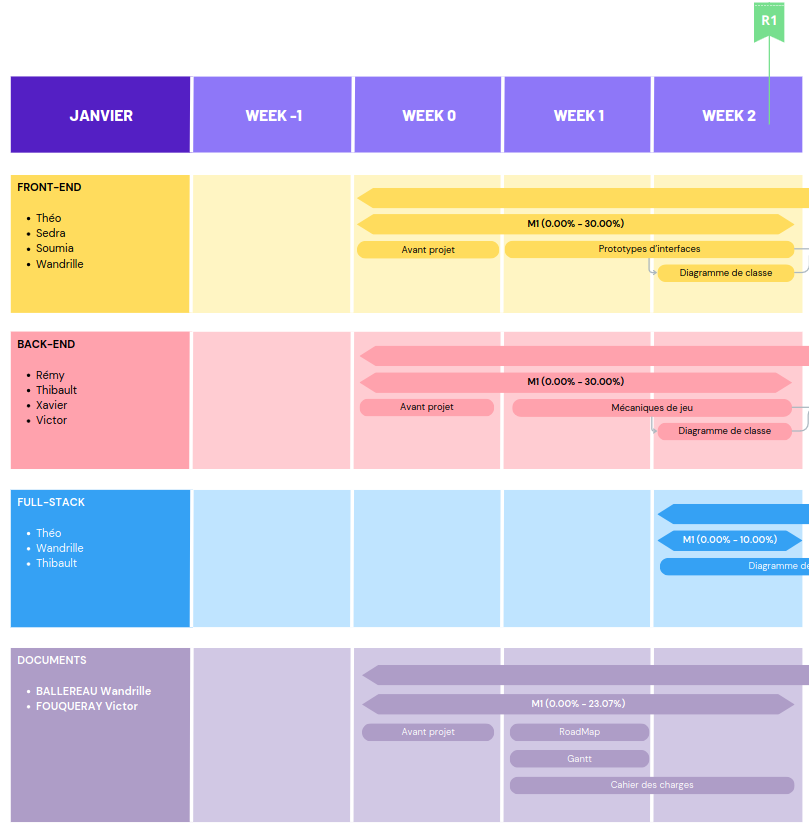 R1
JANVIER
WEEK -1
WEEK 0
WEEK 1
WEEK 2
FRONT-END
• Théo
• Sedra
• Soumia
• Wandrille
M1 (0.00% - 30.00%)
Avant projet
Prototypes d'interfaces
Diagramme de classe
BACK-END
• Rémy
• Thibault
• Xavier
• Victor
M1 (0.00% - 30.00%)
Avant projet
Mécaniques de jeu
Diagramme de classe
FULL-STACK
• Théo
• Wandrille
• Thibault
M1 (0.00% - 10.00%)
Diagramme de
DOCUMENTS
• BALLEREAU Wandrille
• FOUQUERAY Victor
M1 (0.00% - 23.07%)
Avant projet
RoadMap
Gantt
Cahier des charges